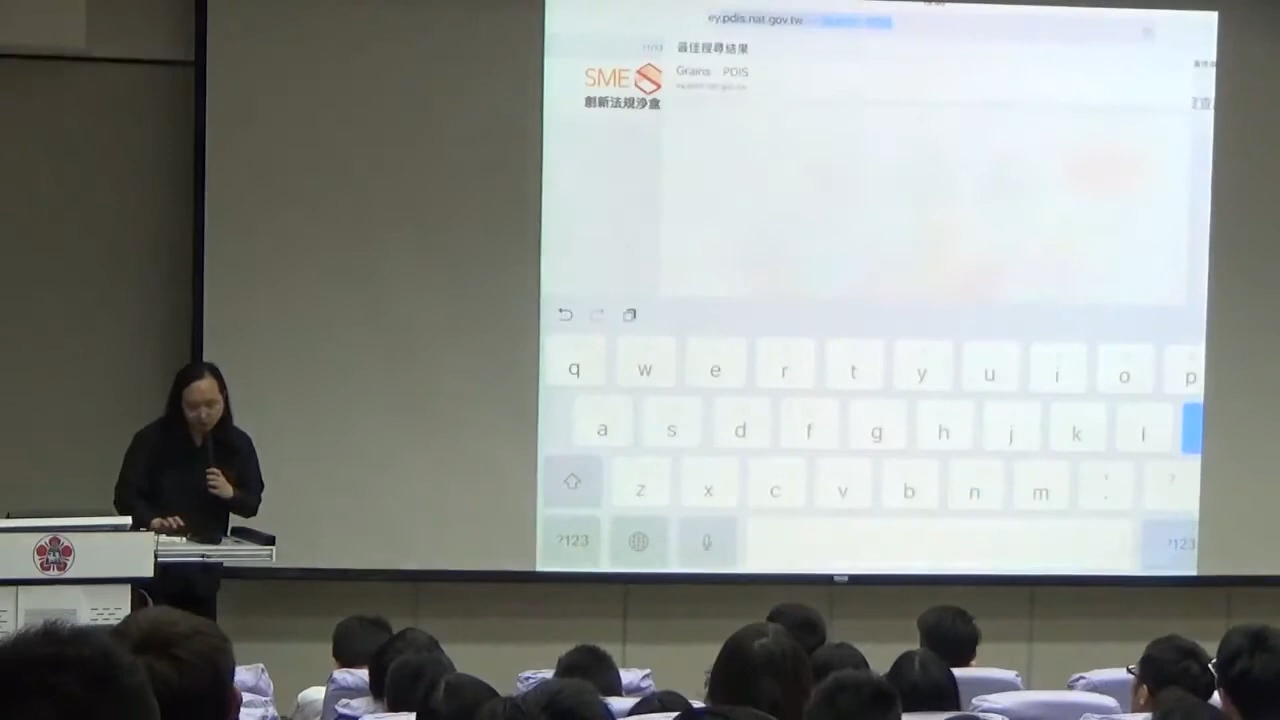 ey.pdis.nat.gov.tw
最佳搜尋結果
Grains PDIS
SME
創新法規沙盒
q w e r t y u i o p
a s d f g h j k l
z x c v b n m , . ?
?123 ?123